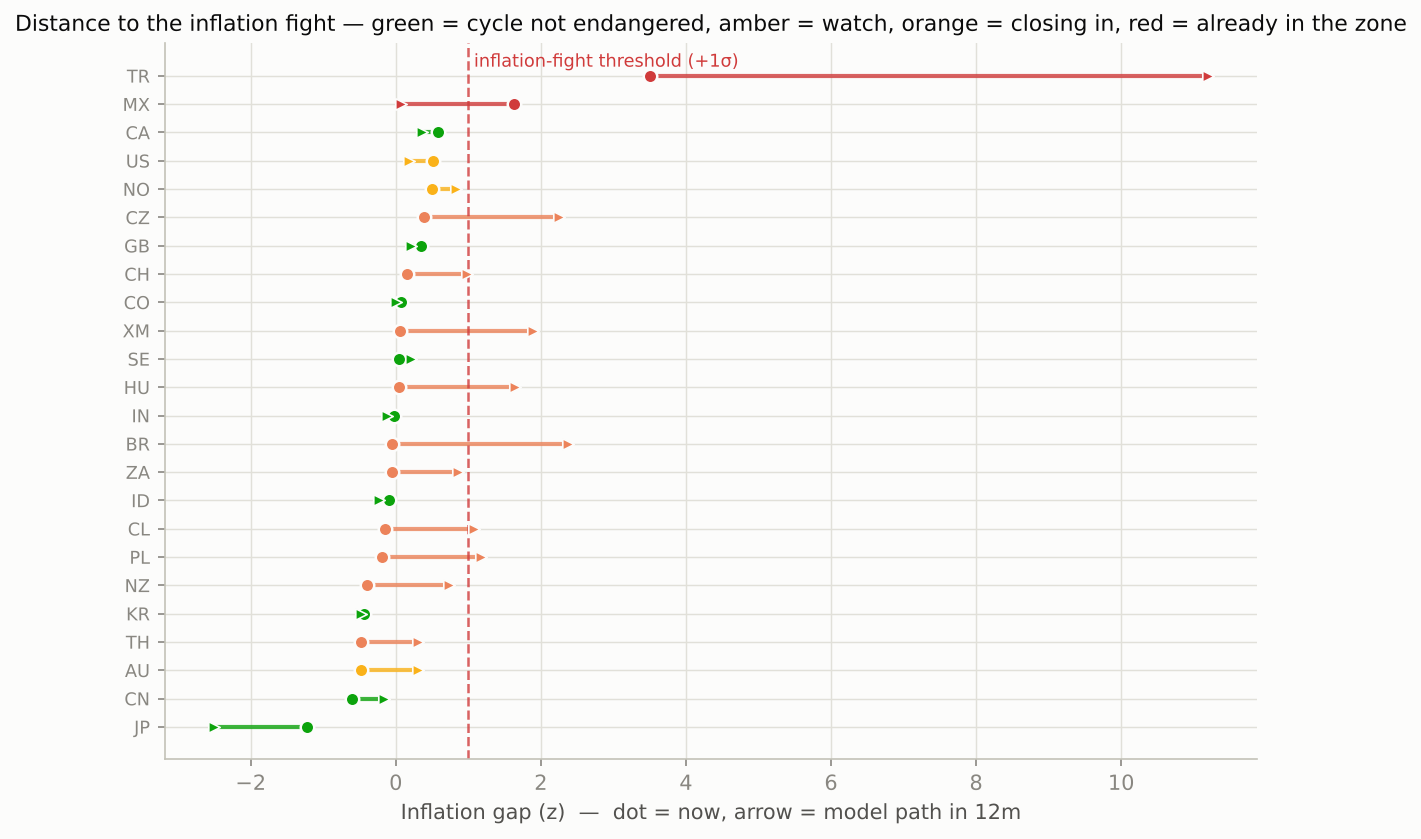 Distance to the inflation fight — green = cycle not endangered, amber = watch, orange = closing in, red = already in the zone
inflation-fight threshold (+1σ)
TR
MX
CA
US
NO
CZ
GB
CH
CO
XM
SE
HU
IN
BR
ZA
ID
CL
PL
NZ
KR
TH
AU
CN
JP
−2 0 2 4 6 8 10
Inflation gap (z) — dot = now, arrow = model path in 12m